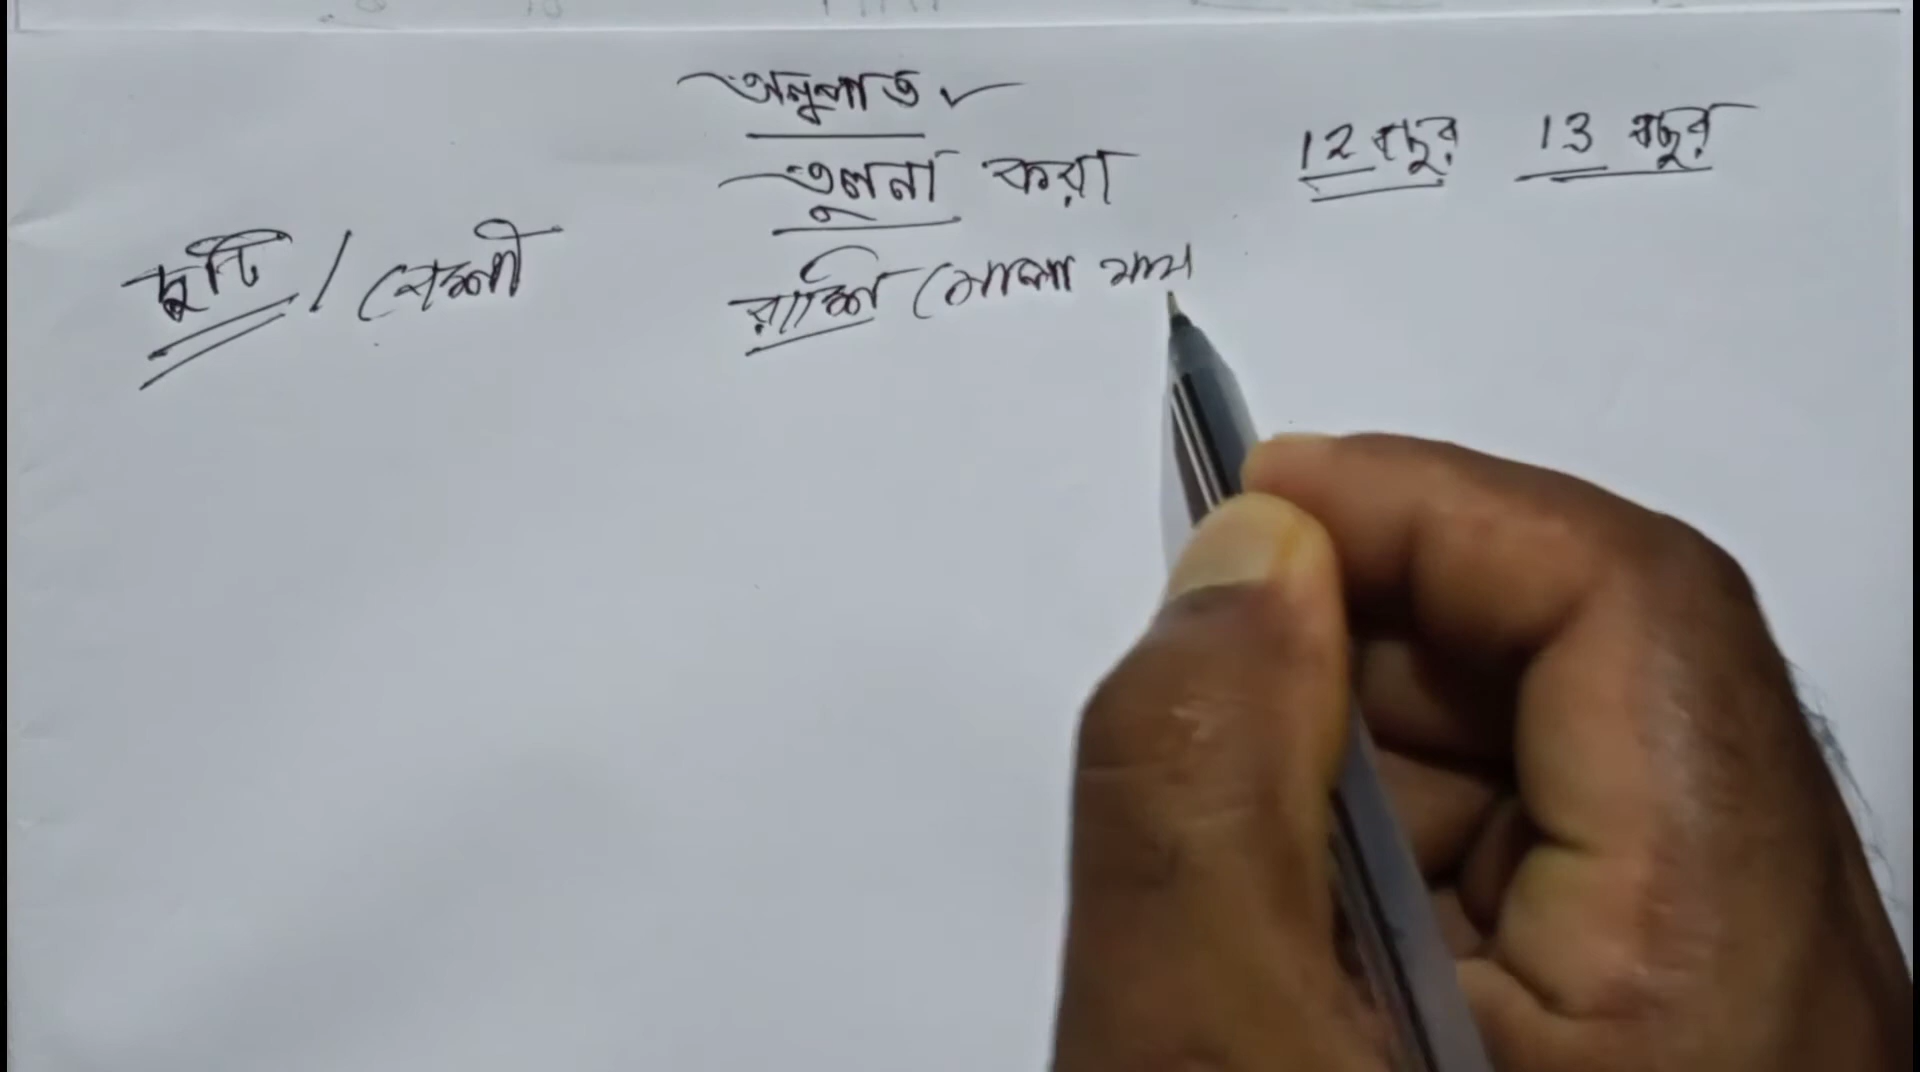 অনুপাত
তুলনা করা
12 বছর 13 বছর
দুটি / বেশী
রাশি মাপা যায়